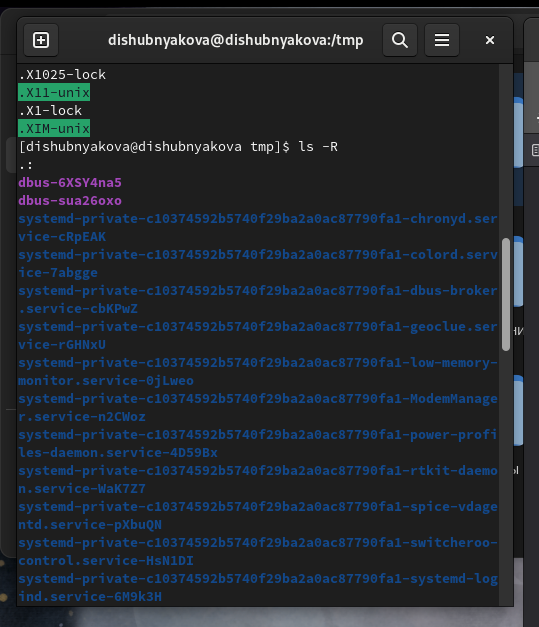 dishubnyakova@dishubnyakova:/tmp
.X1025-lock
.X11-unix
.X1-lock
.XIM-unix
[dishubnyakova@dishubnyakova tmp]$ ls -R
.:
dbus-6XSY4na5
dbus-sua26oxo
systemd-private-c10374592b5740f29ba2a0ac87790fa1-chronyd.ser
vice-cRpEAK
systemd-private-c10374592b5740f29ba2a0ac87790fa1-colord.serv
ice-7abgge
systemd-private-c10374592b5740f29ba2a0ac87790fa1-dbus-broker
.service-cbKPwZ
systemd-private-c10374592b5740f29ba2a0ac87790fa1-geoclue.ser
vice-rGHNxU
systemd-private-c10374592b5740f29ba2a0ac87790fa1-low-memory-
monitor.service-0jLweo
systemd-private-c10374592b5740f29ba2a0ac87790fa1-ModemManage
r.service-n2CWoz
systemd-private-c10374592b5740f29ba2a0ac87790fa1-power-profi
les-daemon.service-4D59Bx
systemd-private-c10374592b5740f29ba2a0ac87790fa1-rtkit-daemo
n.service-WaK7Z7
systemd-private-c10374592b5740f29ba2a0ac87790fa1-spice-vdage
ntd.service-pXbuQN
systemd-private-c10374592b5740f29ba2a0ac87790fa1-switcheroo-
control.service-HsN1DI
systemd-private-c10374592b5740f29ba2a0ac87790fa1-systemd-log
ind.service-6M9k3H